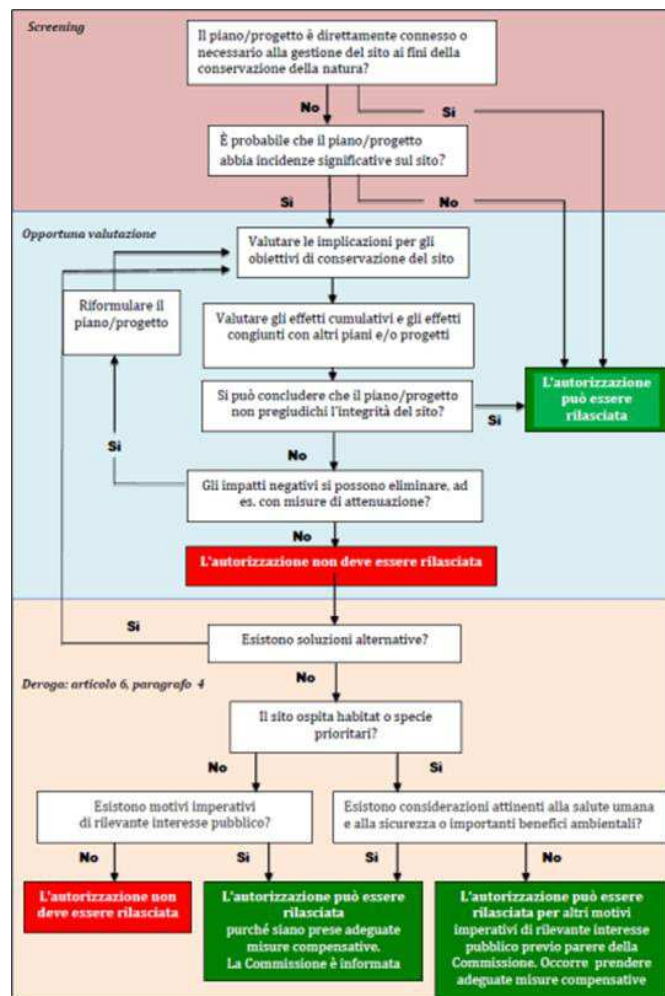 Screening
Il piano/progetto è direttamente connesso o
necessario alla gestione del sito ai fini della
conservazione della natura?
No
Si
È probabile che il piano/progetto
abbia incidenze significative sul sito?
Si
No
Opportuna valutazione
Valutare le implicazioni per gli
obiettivi di conservazione del sito
Riformulare il
piano/progetto
Valutare gli effetti cumulativi e gli effetti
congiunti con altri piani e/o progetti
L'autorizzazione
può essere
rilasciata
Si può concludere che il piano/progetto
non pregiudichi l'integrità del sito?
Si
Si
No
Gli impatti negativi si possono eliminare, ad
es. con misure di attenuazione?
No
L'autorizzazione non deve essere rilasciata
Si
Esistono soluzioni alternative?
Deroga: articolo 6, paragrafo 4
No
Il sito ospita habitat o specie
prioritari?
No
Si
Esistono motivi imperativi
di rilevante interesse pubblico?
Esistono considerazioni attinenti alla salute umana
e alla sicurezza o importanti benefici ambientali?
No
Si
Si
No
L'autorizzazione non
deve essere rilasciata
L'autorizzazione può essere
rilasciata
purché siano prese adeguate
misure compensative.
La Commissione è informata
L'autorizzazione può essere
rilasciata per altri motivi
imperativi di rilevante interesse
pubblico previo parere della
Commissione. Occorre prendere
adeguate misure compensative